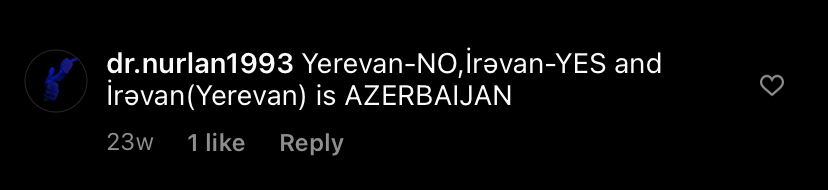 dr.nurlan1993 Yerevan-NO,İrəvan-YES and
İrəvan(Yerevan) is AZERBAIJAN
23w 1 like Reply